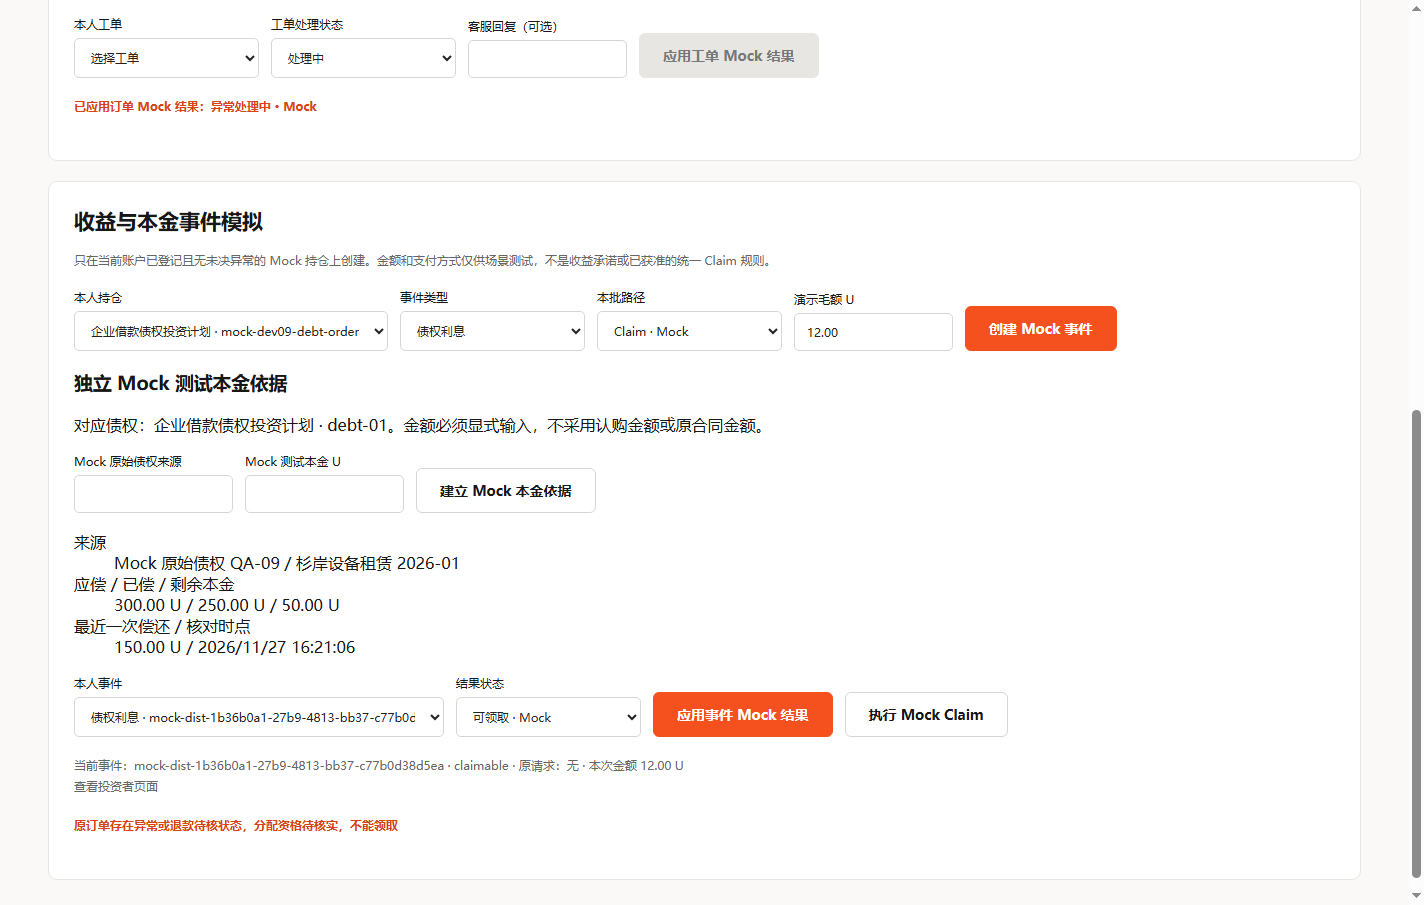 本人工单 工单处理状态 客服回复（可选）
选择工单 处理中 应用工单 Mock 结果
已应用订单 Mock 结果：异常处理中 · Mock
收益与本金事件模拟
只在当前账户已登记且无未决异常的 Mock 持仓上创建。金额和支付方式仅供场景测试，不是收益承诺或已获准的统一 Claim 规则。
本人持仓 事件类型 本批路径 演示毛额 U
企业借款债权投资计划 · mock-dev09-debt-order 债权利息 Claim · Mock 12.00 创建 Mock 事件
独立 Mock 测试本金依据
对应债权：企业借款债权投资计划 · debt-01。金额必须显式输入，不采用认购金额或原合同金额。
Mock 原始债权来源 Mock 测试本金 U
建立 Mock 本金依据
来源
Mock 原始债权 QA-09 / 杉岸设备租赁 2026-01
应偿 / 已偿 / 剩余本金
300.00 U / 250.00 U / 50.00 U
最近一次偿还 / 核对时点
150.00 U / 2026/11/27 16:21:06
本人事件 结果状态
债权利息 · mock-dist-1b36b0a1-27b9-4813-bb37-c77b0d 可领取 · Mock 应用事件 Mock 结果 执行 Mock Claim
当前事件：mock-dist-1b36b0a1-27b9-4813-bb37-c77b0d38d5ea · claimable · 原请求：无 · 本次金额 12.00 U
查看投资者页面
原订单存在异常或退款待核状态，分配资格待核实，不能领取